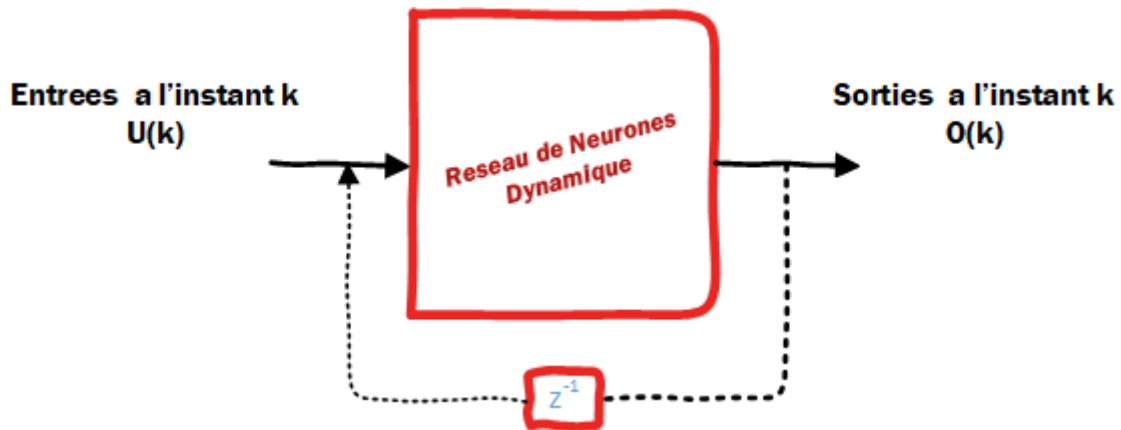 Entrees a l'instant k
U(k)
Reseau de Neurones
Dynamique
Sorties a l'instant k
O(k)
Z⁻¹